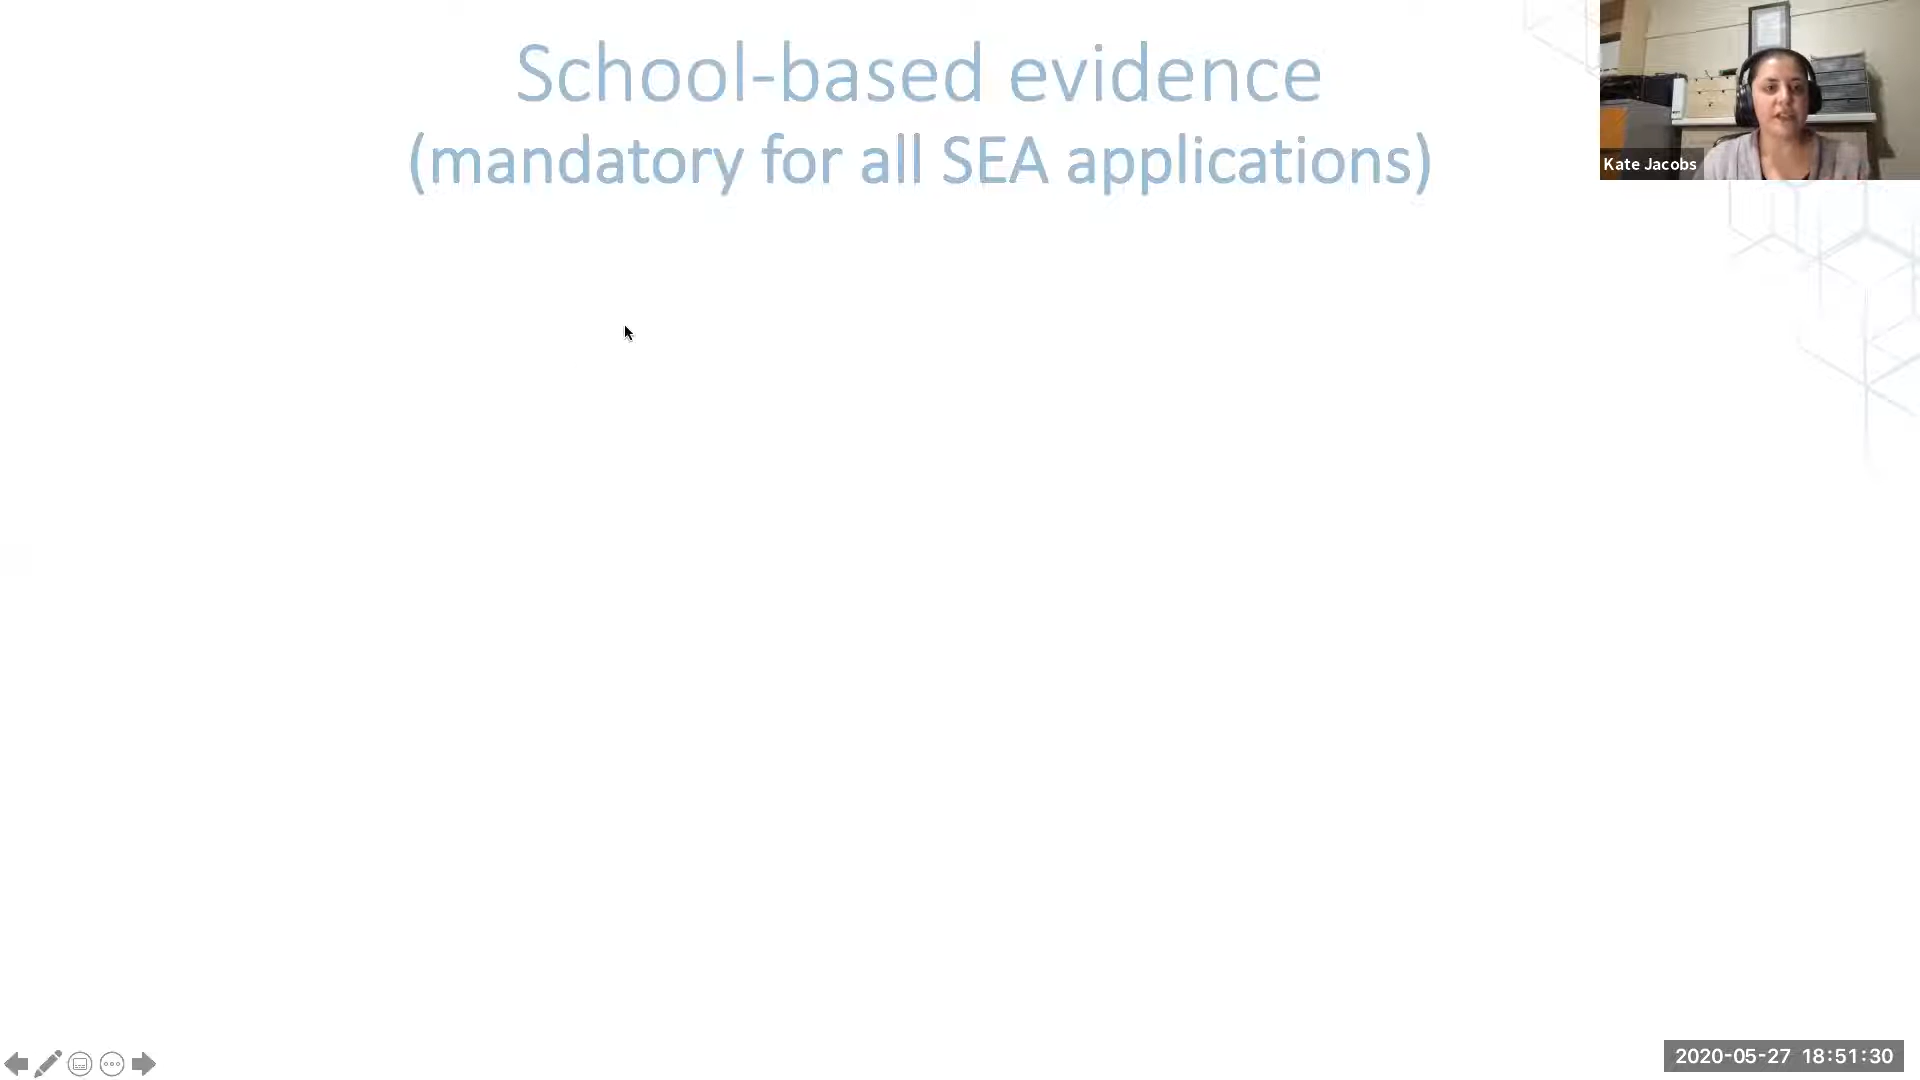 School-based evidence
(mandatory for all SEA applications)
Kate Jacobs
2020-05-27 18:51:30